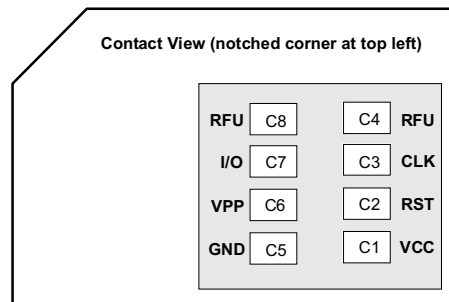 Contact View (notched corner at top left)
RFU C8 C4 RFU
I/O C7 C3 CLK
VPP C6 C2 RST
GND C5 C1 VCC